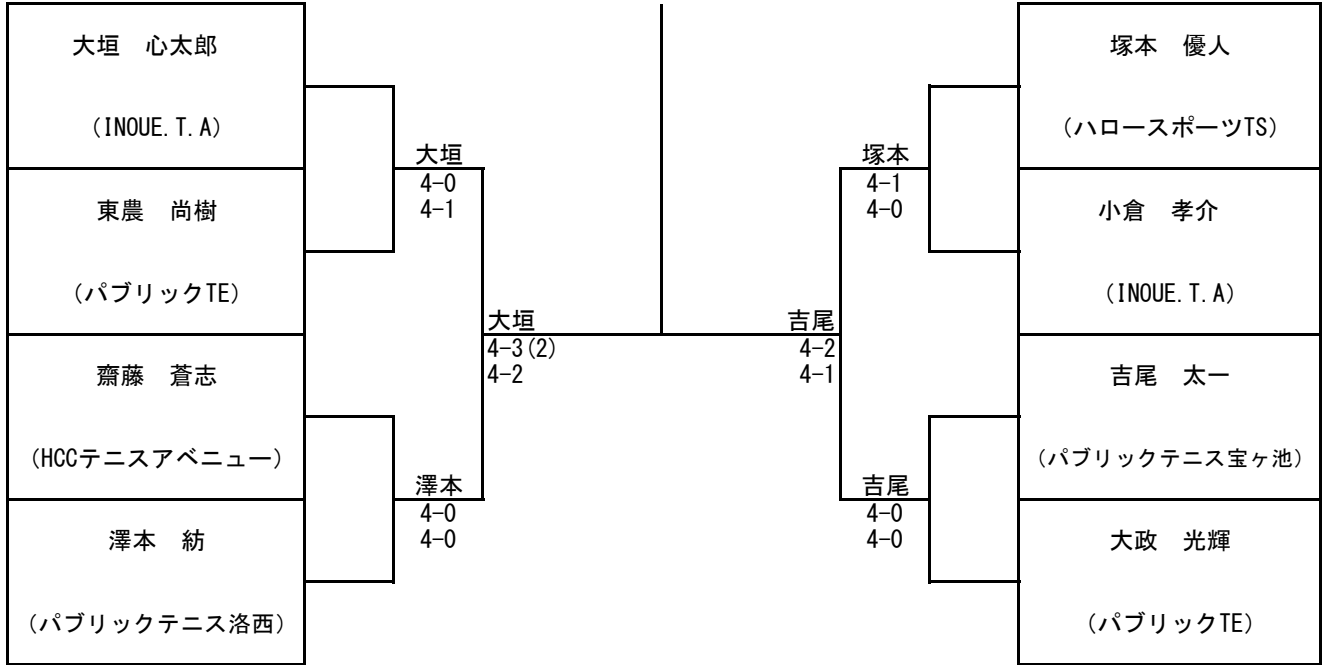 大垣　心太郎
(INOUE.T.A)
東農　尚樹
(パブリックTE)
齋藤　蒼志
(HCCテニスアベニュー)
澤本　紡
(パブリックテニス洛西)
大垣
4-0
4-1
澤本
4-0
4-0
大垣
4-3(2)
4-2
吉尾
4-2
4-1
塚本
4-1
4-0
吉尾
4-0
4-0
塚本　優人
(ハロースポーツTS)
小倉　孝介
(INOUE.T.A)
吉尾　太一
(パブリックテニス宝ヶ池)
大政　光輝
(パブリックTE)